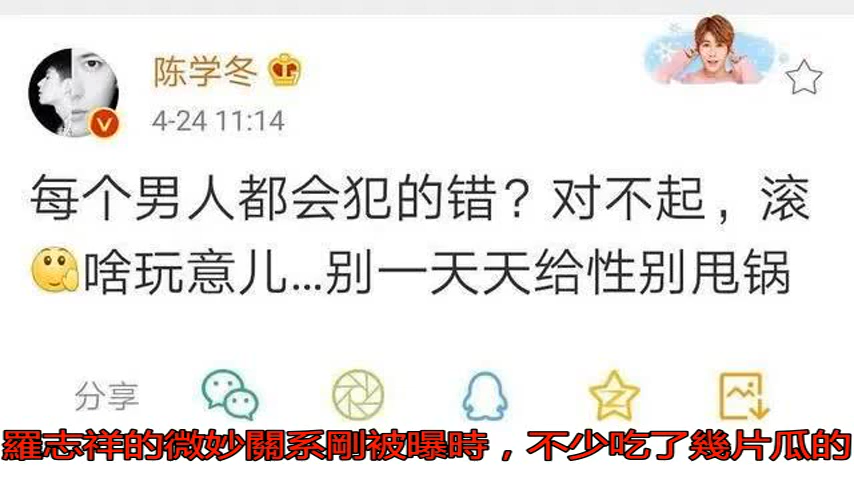 陈学冬
4-24 11:14
每个男人都会犯的错？对不起，滚
啥玩意儿...别一天天给性别甩锅
分享
羅志祥的微妙關系剛被曝時，不少吃了幾片瓜的